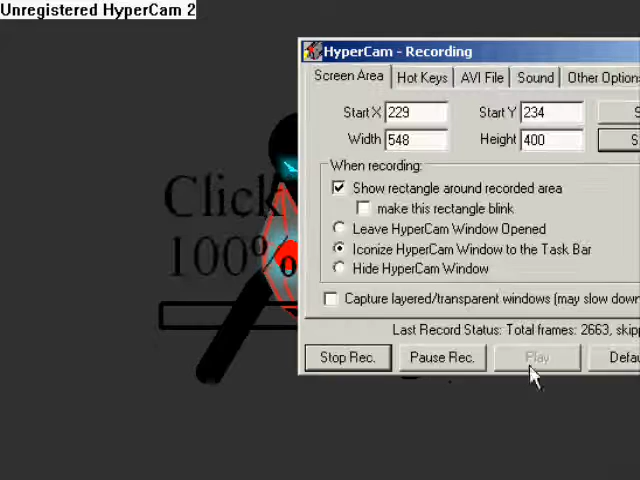 Unregistered HyperCam 2
HyperCam - Recording
Screen Area Hot Keys AVI File Sound Other Options
Start X 229 Start Y 234
Width 548 Height 400
When recording:
Show rectangle around recorded area
make this rectangle blink
Leave HyperCam Window Opened
Iconize HyperCam Window to the Task Bar
Hide HyperCam Window
Capture layered/transparent windows (may slow down
Last Record Status: Total frames: 2663, skipp
Stop Rec. Pause Rec. Play Defau
Click
100%